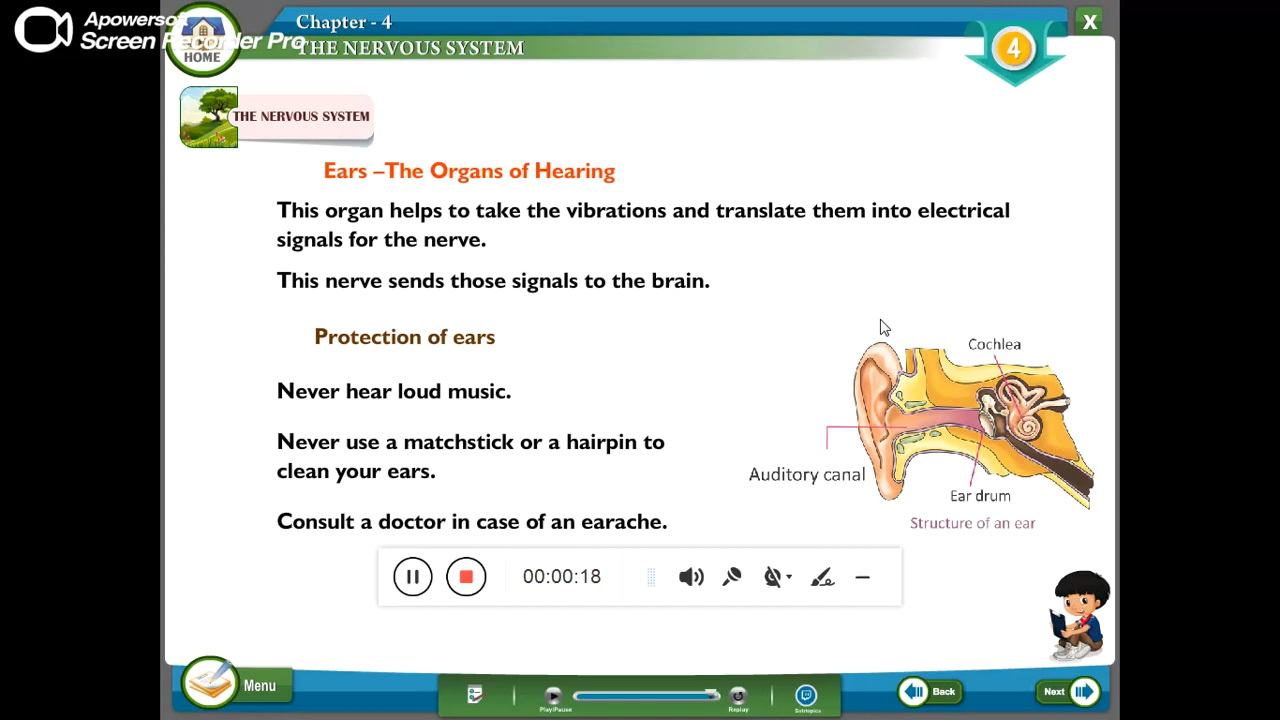 Apowersoft
Screen Recorder Pro
HOME
Chapter - 4
THE NERVOUS SYSTEM
4
X
THE NERVOUS SYSTEM
Ears –The Organs of Hearing
This organ helps to take the vibrations and translate them into electrical
signals for the nerve.
This nerve sends those signals to the brain.
Protection of ears
Never hear loud music.
Never use a matchstick or a hairpin to
clean your ears.
Consult a doctor in case of an earache.
Cochlea
Auditory canal
Ear drum
Structure of an ear
00:00:18
Menu
Play/Pause
Replay
Subtopics
Back
Next